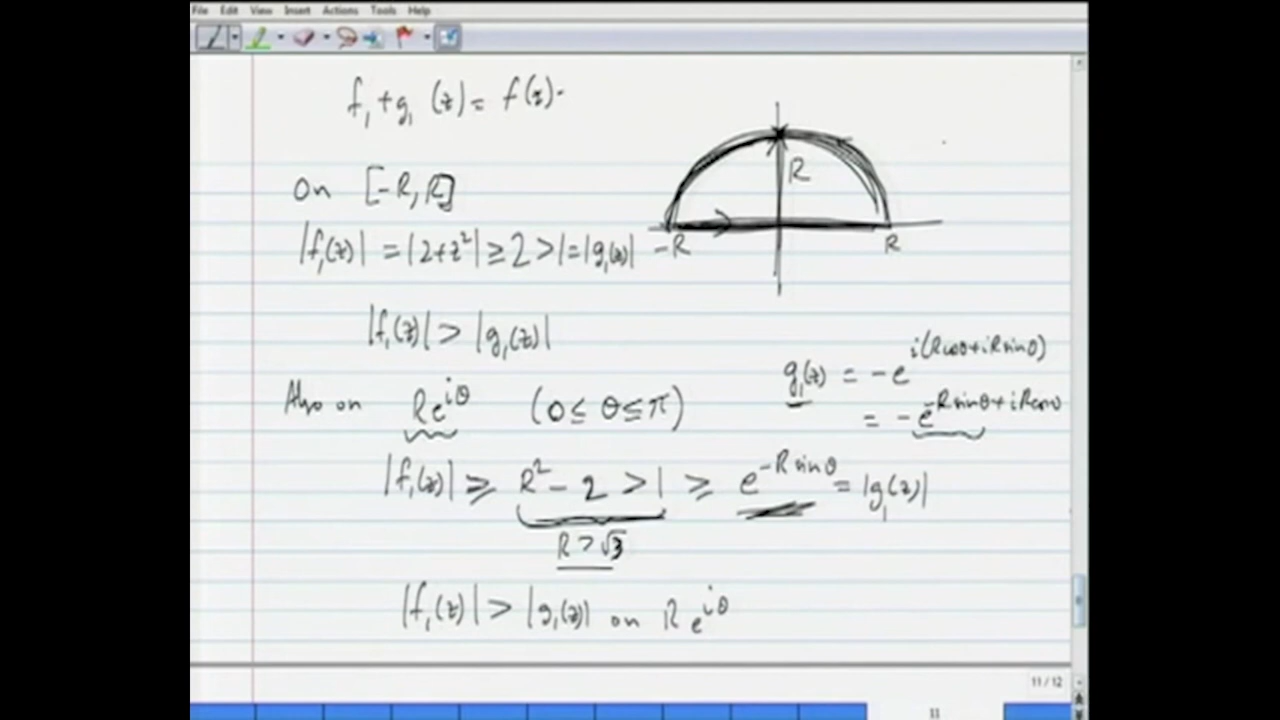 File Edit View Insert Actions Tools Help
f₁+g₁ (z) = f(z).
On [-R, R]
|f₁(z)| = |2+z²| ≥ 2 > 1 = |g₁(z)|
R
-R R
|f₁(z)| > |g₁(z)|
g₁(z) = -e^{i(Rcosθ+iRsinθ)}
Also on Re^{iθ} (0 ≤ θ ≤ π)
= -e^{-Rsinθ+iRcosθ}
|f₁(z)| ≥ R² - 2 > 1 ≥ e^{-R sinθ} = |g₁(z)|
R > √3
|f₁(z)| > |g₁(z)| on R e^{iθ}
11 / 12
11